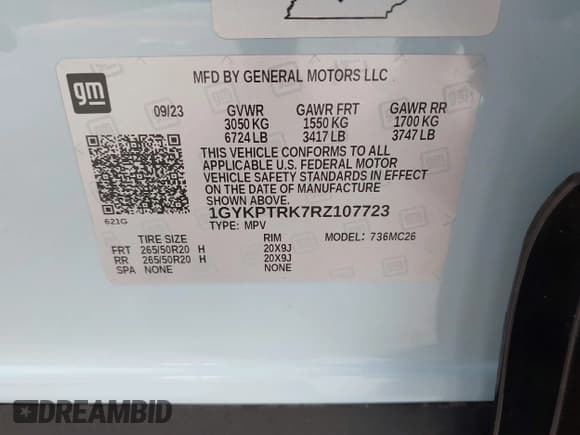 gm
MFD BY GENERAL MOTORS LLC
09/23 GVWR GAWR FRT GAWR RR
3050 KG 1550 KG 1700 KG
6724 LB 3417 LB 3747 LB
THIS VEHICLE CONFORMS TO ALL
APPLICABLE U.S. FEDERAL MOTOR
VEHICLE SAFETY STANDARDS IN EFFECT
ON THE DATE OF MANUFACTURE
SHOWN ABOVE.
1GYKPTRK7RZ107723
621G
TYPE: MPV
TIRE SIZE RIM MODEL: 736MC26
FRT 265/50R20 H 20X9J
RR 265/50R20 H 20X9J
SPA NONE NONE
DREAMBID